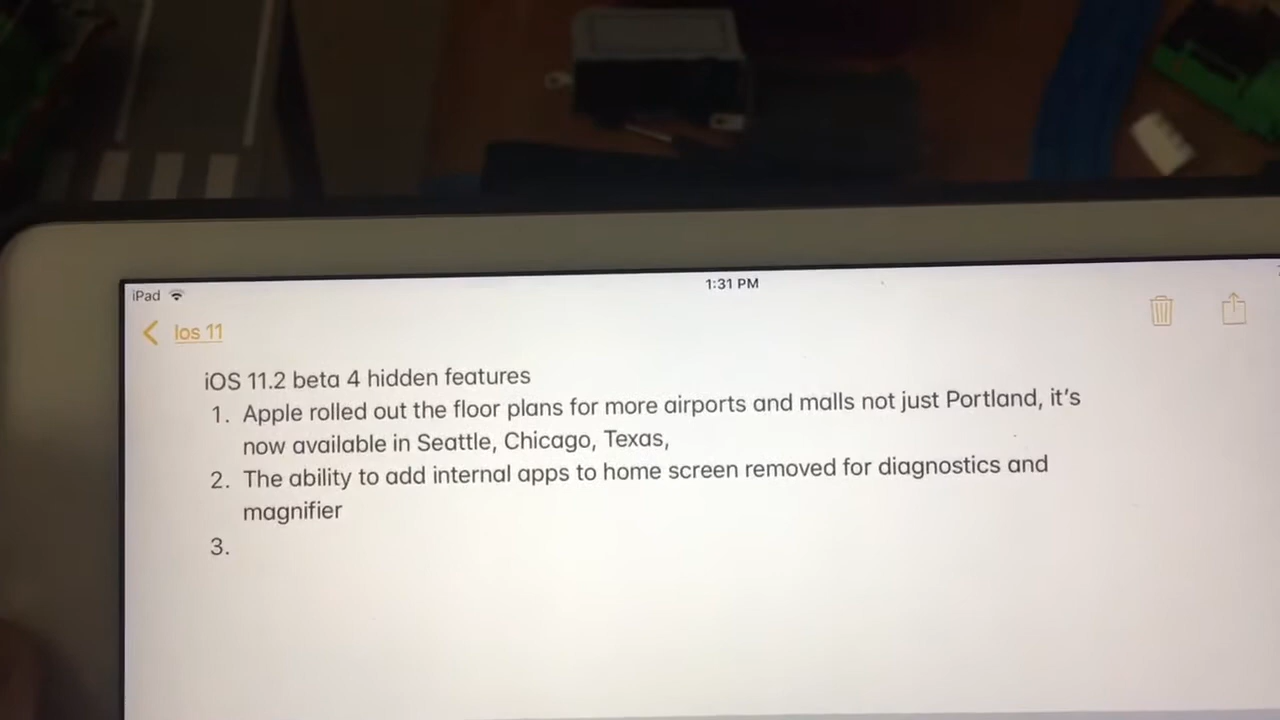 iPad
1:31 PM
Ios 11
iOS 11.2 beta 4 hidden features
1. Apple rolled out the floor plans for more airports and malls not just Portland, it's
now available in Seattle, Chicago, Texas,
2. The ability to add internal apps to home screen removed for diagnostics and
magnifier
3.